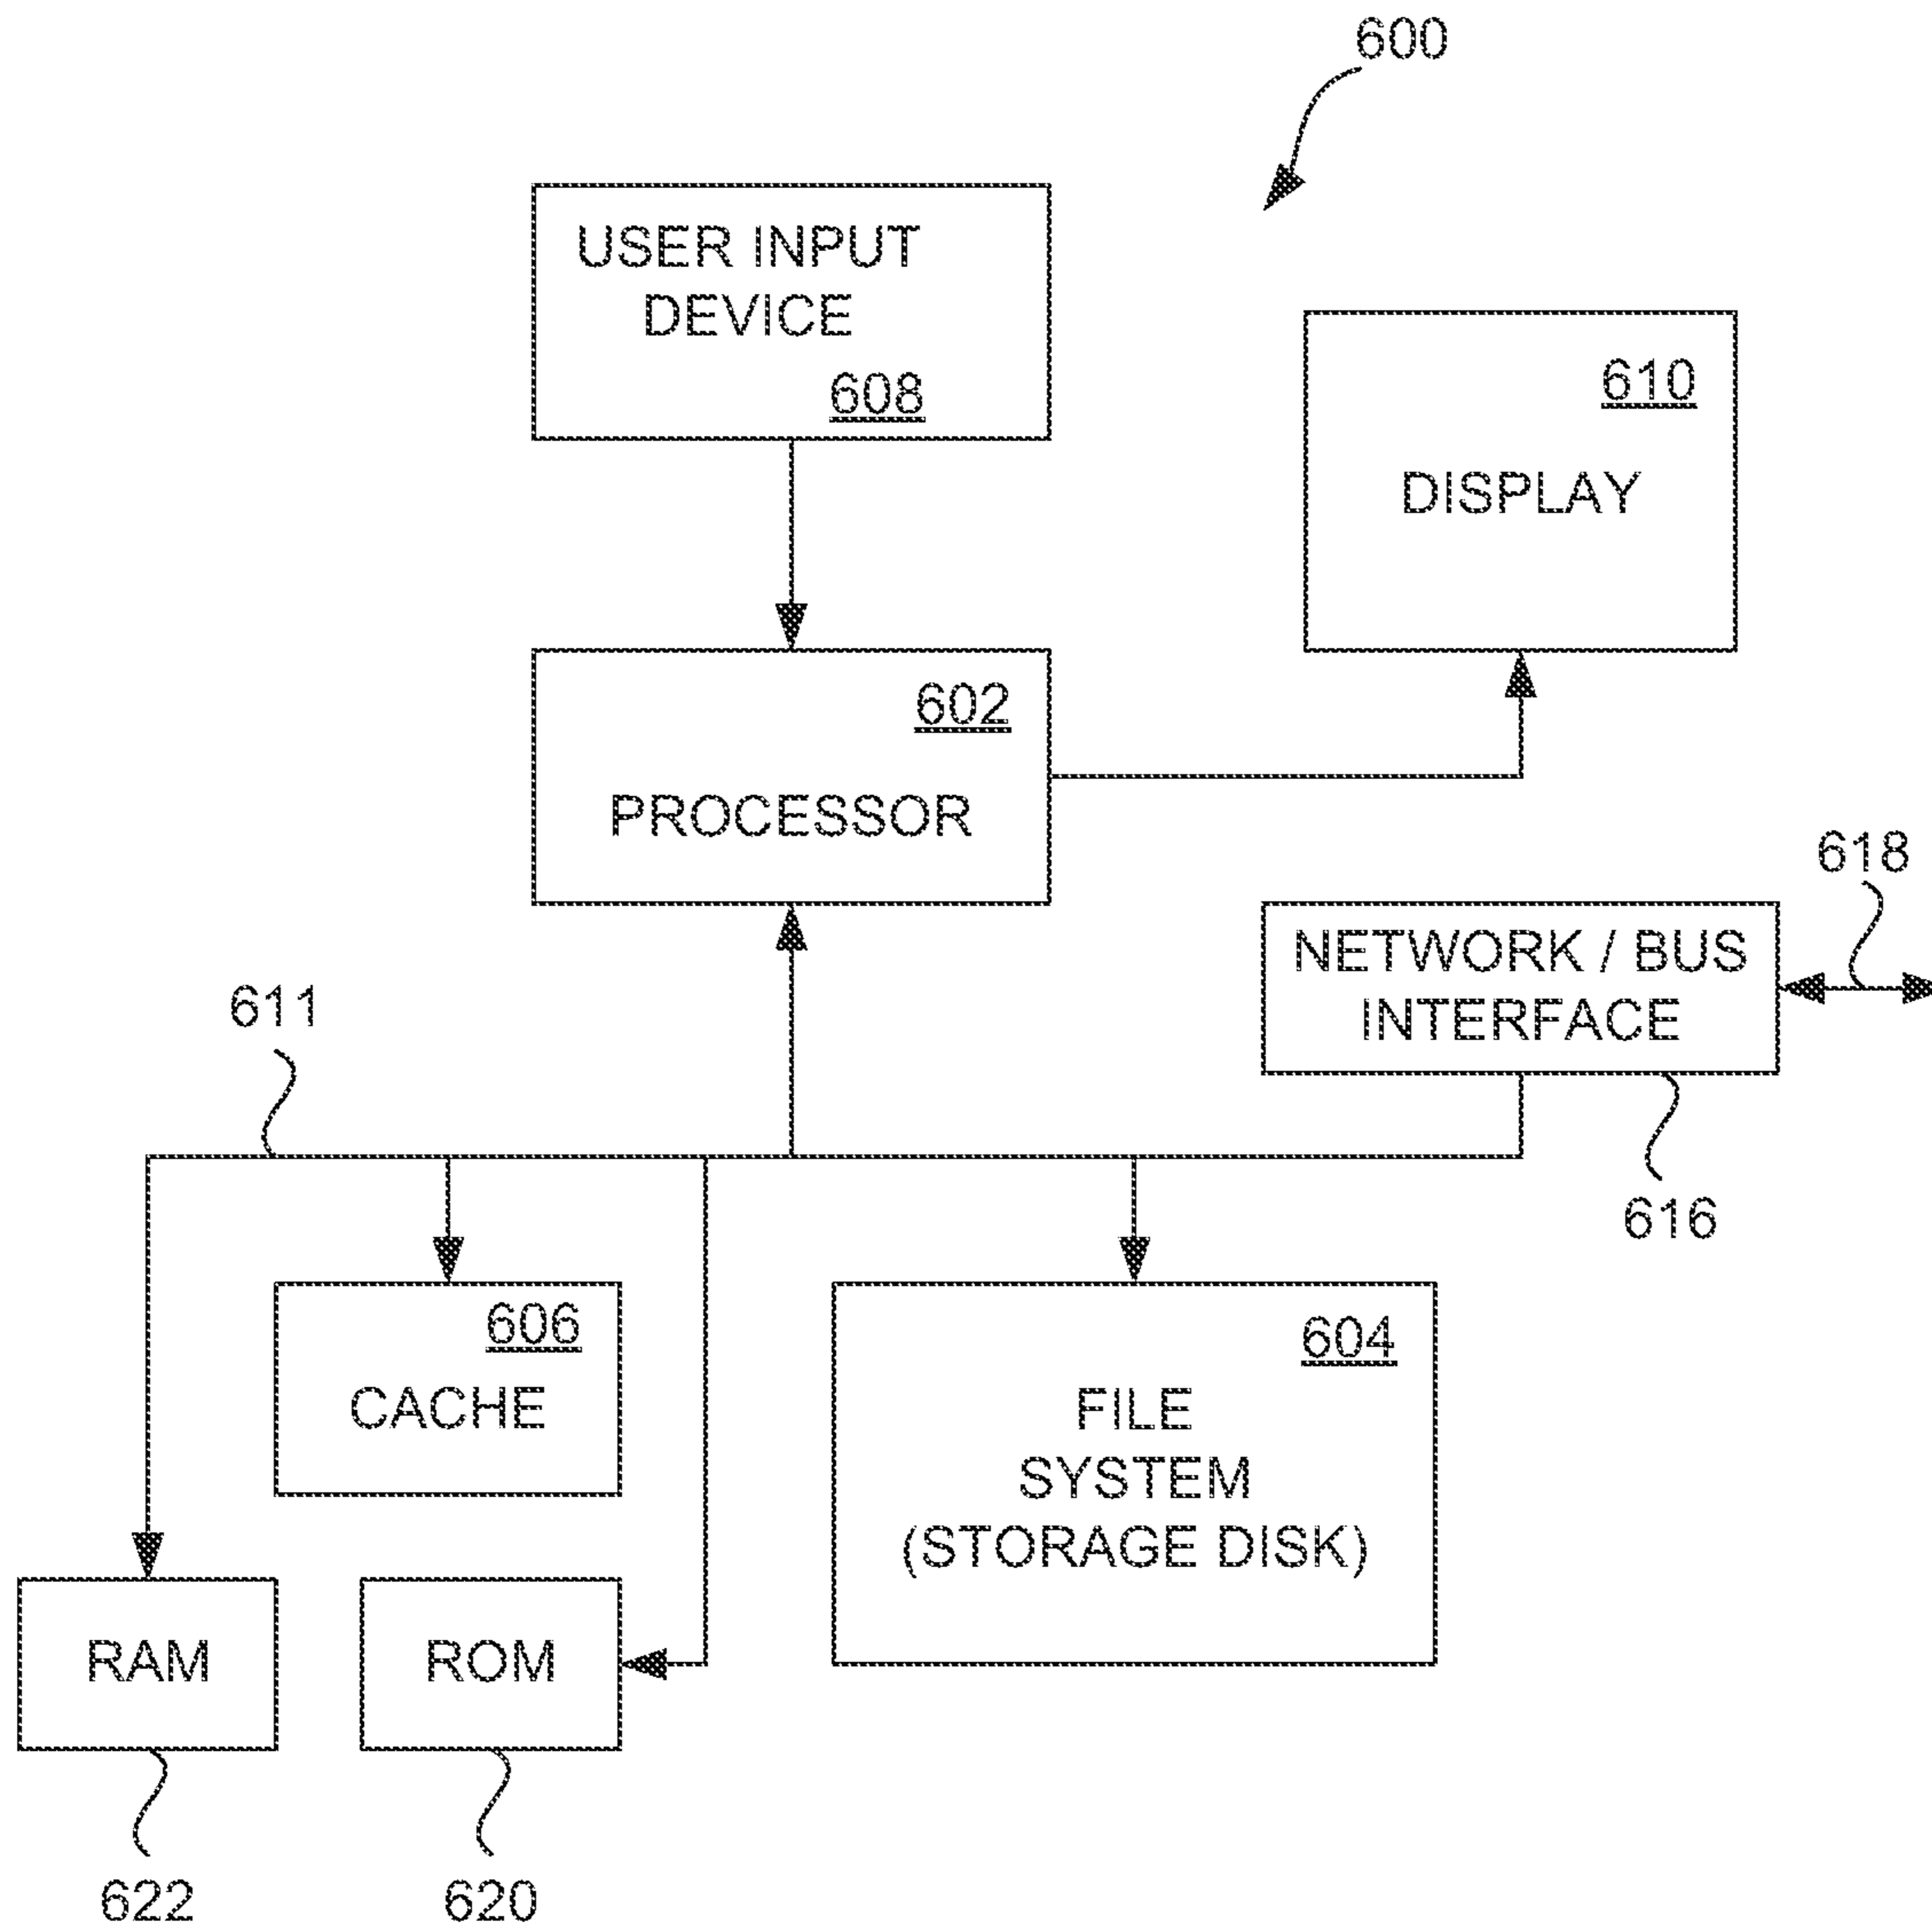 600
USER INPUT
DEVICE
608
610
DISPLAY
602
PROCESSOR
618
NETWORK / BUS
INTERFACE
611
616
606
CACHE
604
FILE
SYSTEM
(STORAGE DISK)
RAM
ROM
622
620